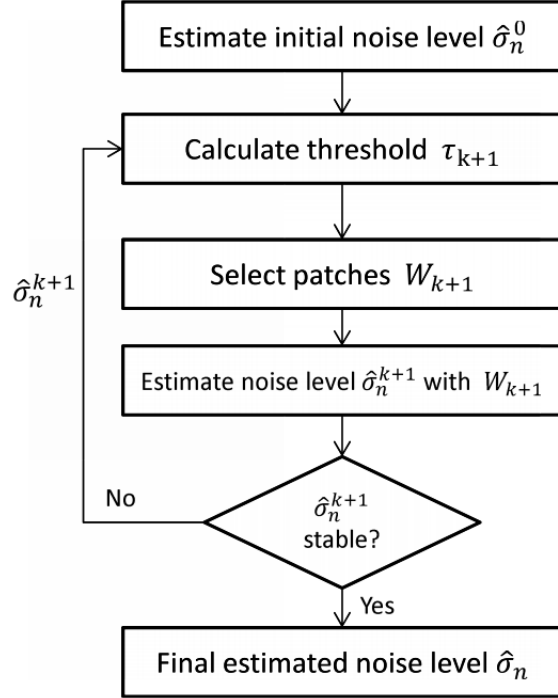 Estimate initial noise level σ̂ₙ⁰
Calculate threshold τₖ₊₁
Select patches Wₖ₊₁
σ̂ₙᵏ⁺¹
Estimate noise level σ̂ₙᵏ⁺¹ with Wₖ₊₁
No
σ̂ₙᵏ⁺¹
stable?
Yes
Final estimated noise level σ̂ₙ